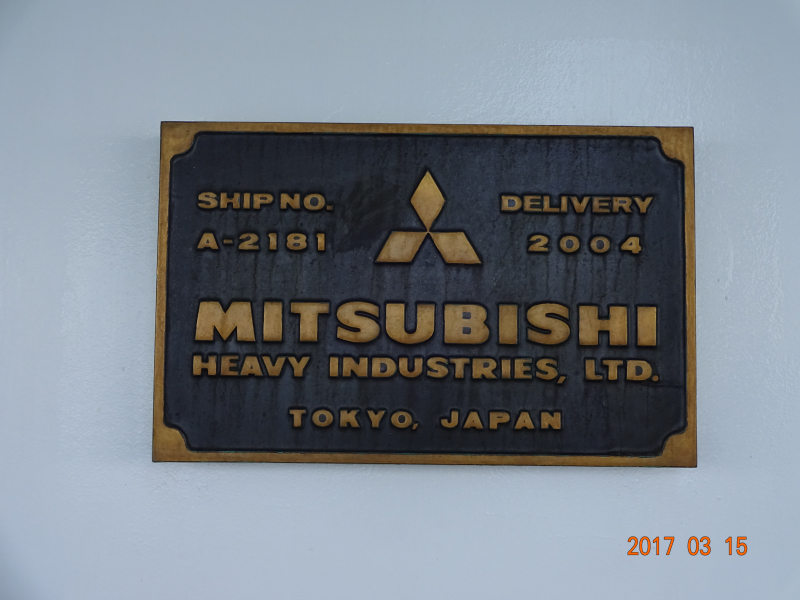 SHIP NO. DELIVERY
A-2181 2004
MITSUBISHI
HEAVY INDUSTRIES, LTD.
TOKYO, JAPAN
2017 03 15